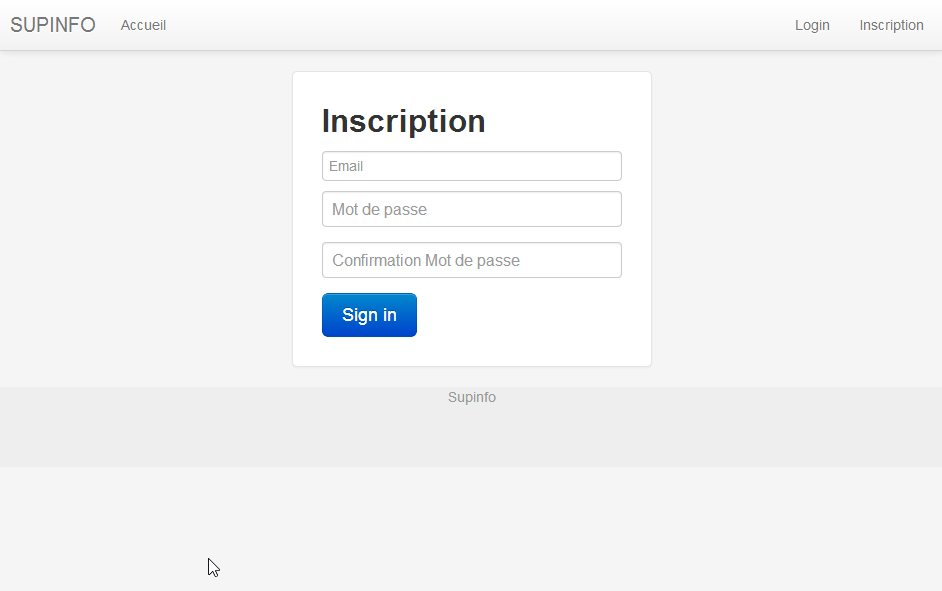 SUPINFO Accueil Login Inscription
Inscription
Email
Mot de passe
Confirmation Mot de passe
Sign in
Supinfo